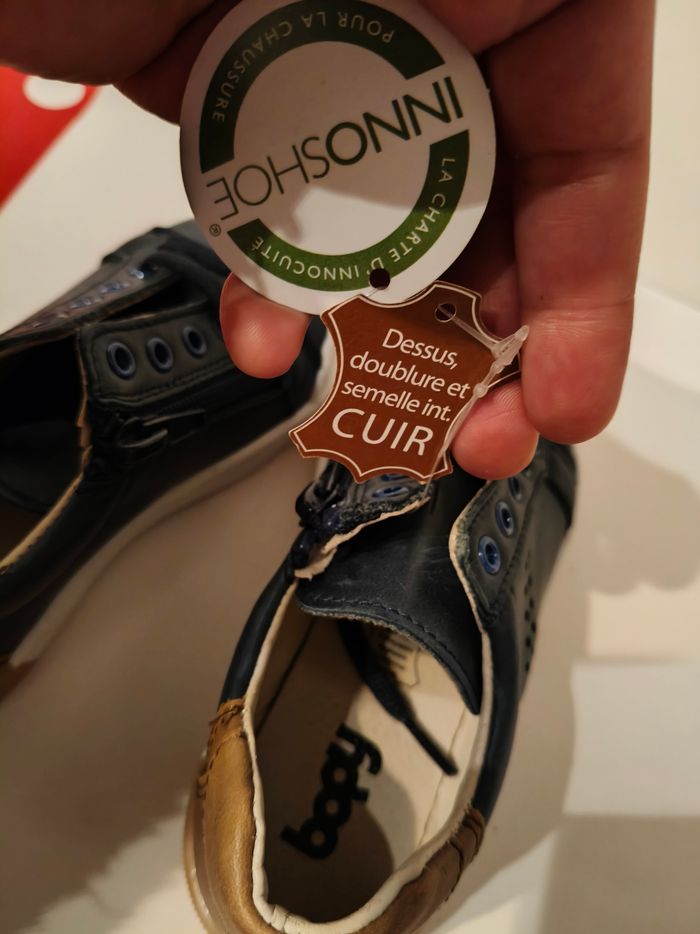 POUR LA CHAUSSURE
INNOSHOE®
LA CHARTE D'INNOCUITÉ
Dessus,
doublure et
semelle int.
CUIR
bopy